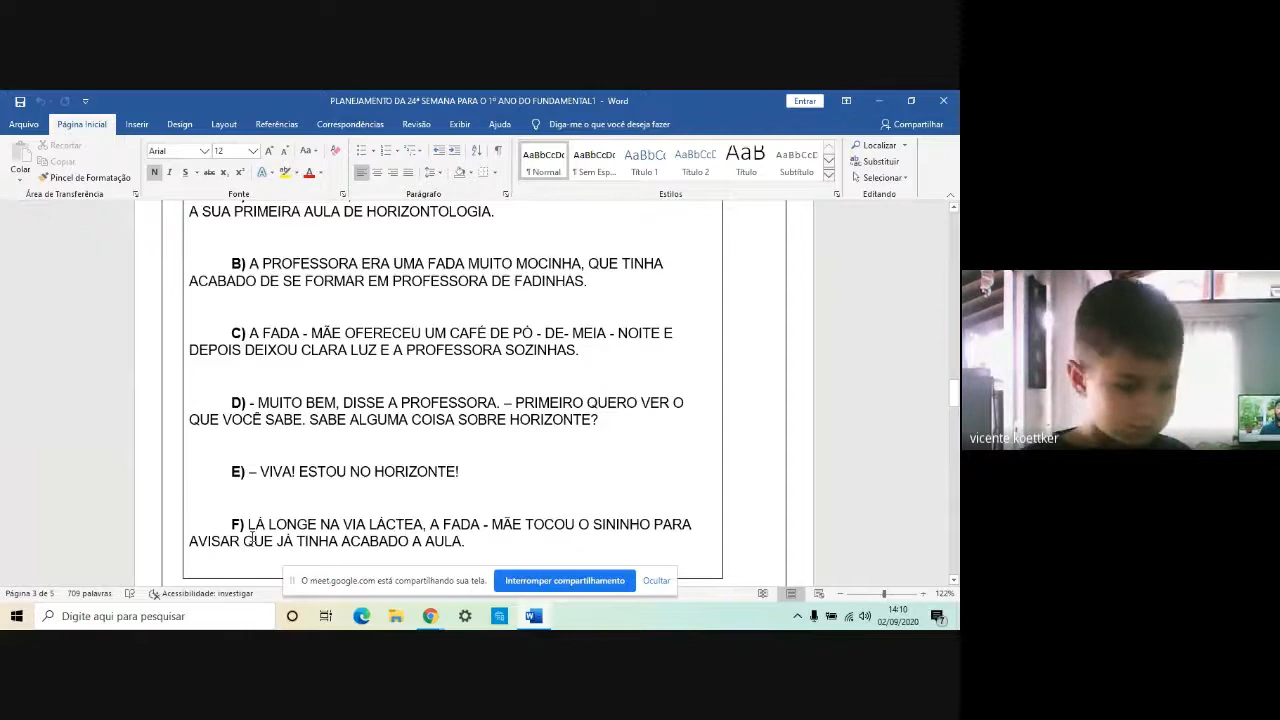 PLANEJAMENTO DA 24ª SEMANA PARA O 1º ANO DO FUNDAMENTAL1 - Word
Entrar
Arquivo Página Inicial Inserir Design Layout Referências Correspondências Revisão Exibir Ajuda Diga-me o que você deseja fazer Compartilhar
Colar
Recortar
Copiar
Pincel de Formatação
Área de Transferência
Arial 12
Fonte
Parágrafo
AaBbCcDc AaBbCcDc AaBbCc AaBbCcD AaB AaBbCcD
¶ Normal ¶ Sem Esp... Título 1 Título 2 Título Subtítulo
Estilos
Localizar
Substituir
Selecionar
Editando
A SUA PRIMEIRA AULA DE HORIZONTOLOGIA.
B) A PROFESSORA ERA UMA FADA MUITO MOCINHA, QUE TINHA
ACABADO DE SE FORMAR EM PROFESSORA DE FADINHAS.
C) A FADA - MÃE OFERECEU UM CAFÉ DE PÓ - DE- MEIA - NOITE E
DEPOIS DEIXOU CLARA LUZ E A PROFESSORA SOZINHAS.
D) - MUITO BEM, DISSE A PROFESSORA. – PRIMEIRO QUERO VER O
QUE VOCÊ SABE. SABE ALGUMA COISA SOBRE HORIZONTE?
E) – VIVA! ESTOU NO HORIZONTE!
F) LÁ LONGE NA VIA LÁCTEA, A FADA - MÃE TOCOU O SININHO PARA
AVISAR QUE JÁ TINHA ACABADO A AULA.
O meet.google.com está compartilhando sua tela. Interromper compartilhamento Ocultar
Página 3 de 5 709 palavras Acessibilidade: investigar 122%
Digite aqui para pesquisar
14:10
02/09/2020
7
vicente koettker